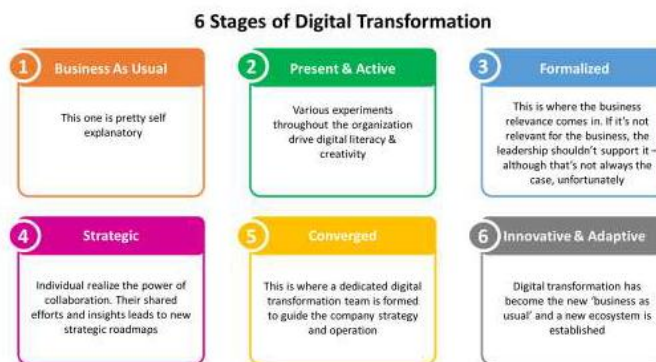 6 Stages of Digital Transformation
1
Business As Usual
This one is pretty self
explanatory
2
Present & Active
Various experiments
throughout the organization
drive digital literacy &
creativity
3
Formalized
This is where the business
relevance comes in. If it's not
relevant for the business, the
leadership shouldn't support it –
although that's not always the
case, unfortunately
4
Strategic
Individual realize the power of
collaboration. Their shared
efforts and insights leads to new
strategic roadmaps
5
Converged
This is where a dedicated digital
transformation team is formed
to guide the company strategy
and operation
6
Innovative & Adaptive
Digital transformation has
become the new 'business as
usual' and a new ecosystem is
established